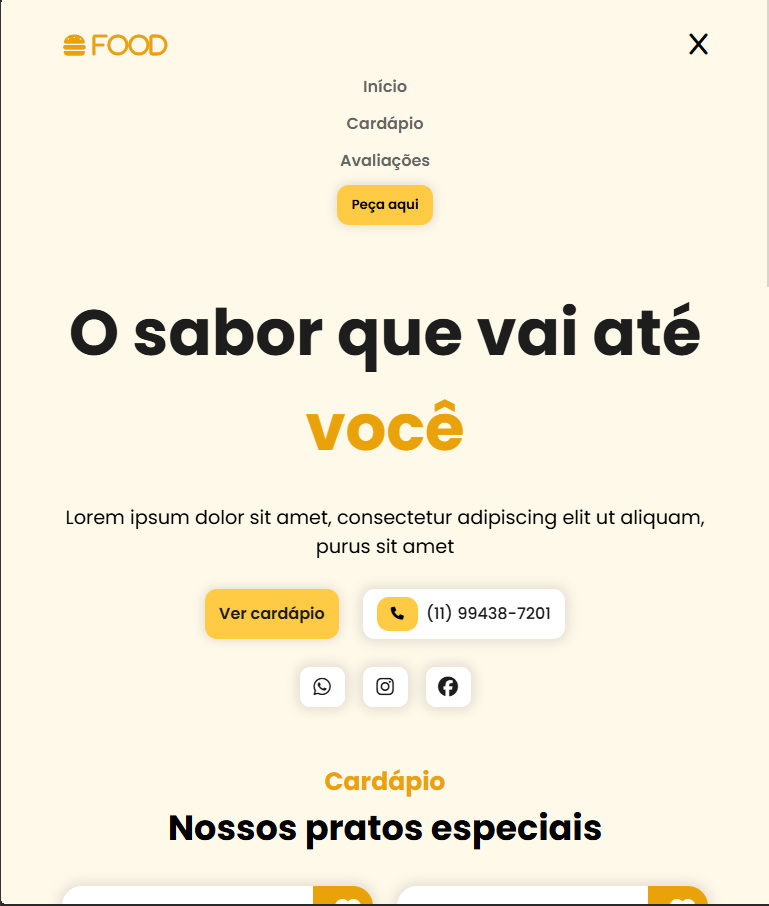 FOOD
X
Início
Cardápio
Avaliações
Peça aqui
O sabor que vai até
você
Lorem ipsum dolor sit amet, consectetur adipiscing elit ut aliquam,
purus sit amet
Ver cardápio
(11) 99438-7201
Cardápio
Nossos pratos especiais